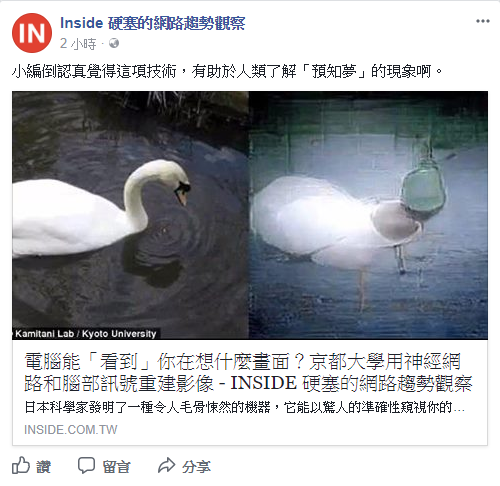 IN
Inside 硬塞的網路趨勢觀察
2 小時 ·
小編倒認真覺得這項技術，有助於人類了解「預知夢」的現象啊。
Kamitani Lab / Kyoto University
電腦能「看到」你在想什麼畫面？京都大學用神經網
路和腦部訊號重建影像 - INSIDE 硬塞的網路趨勢觀察
日本科學家發明了一種令人毛骨悚然的機器，它能以驚人的準確性窺視你的...
INSIDE.COM.TW
讚 留言 分享